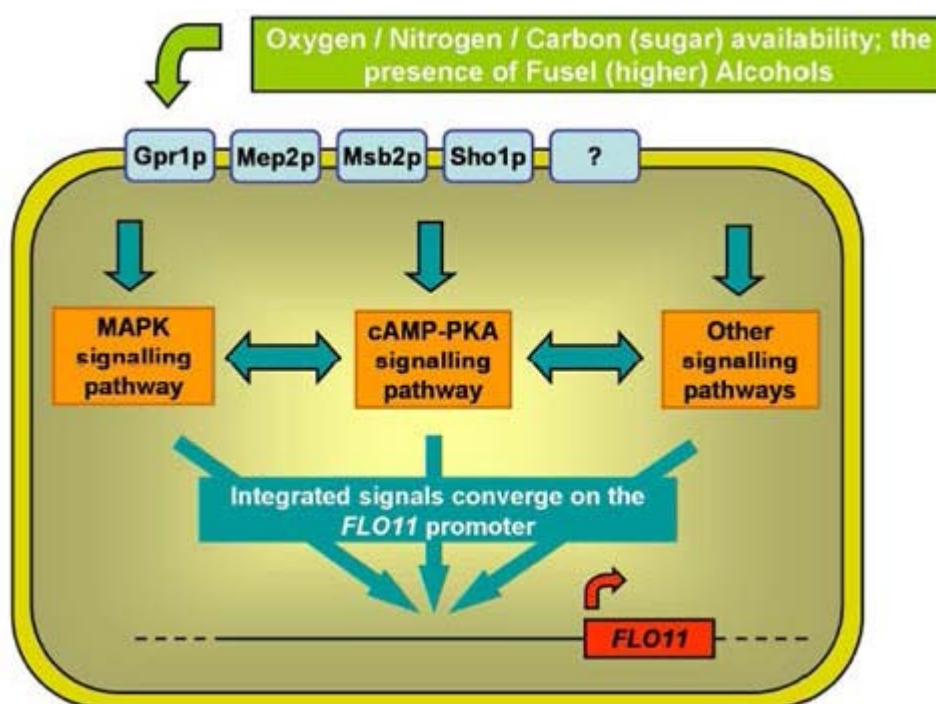 Oxygen / Nitrogen / Carbon (sugar) availability; the
presence of Fusel (higher) Alcohols
Gpr1p Mep2p Msb2p Sho1p ?
MAPK
signalling
pathway
cAMP-PKA
signalling
pathway
Other
signalling
pathways
Integrated signals converge on the
FLO11 promoter
FLO11